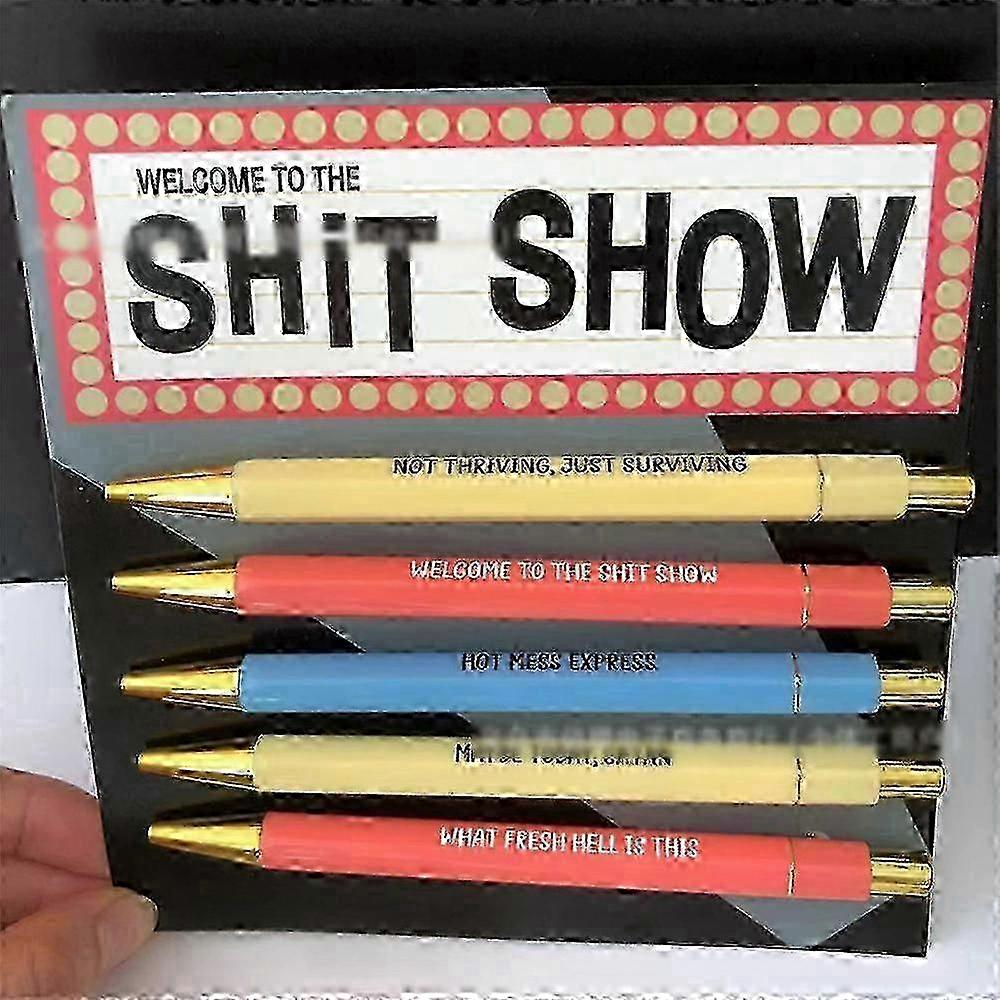 WELCOME TO THE
SHiT SHOW
NOT THRIVING, JUST SURVIVING
WELCOME TO THE SHIT SHOW
HOT MESS EXPRESS
WHAT FRESH HELL IS THIS